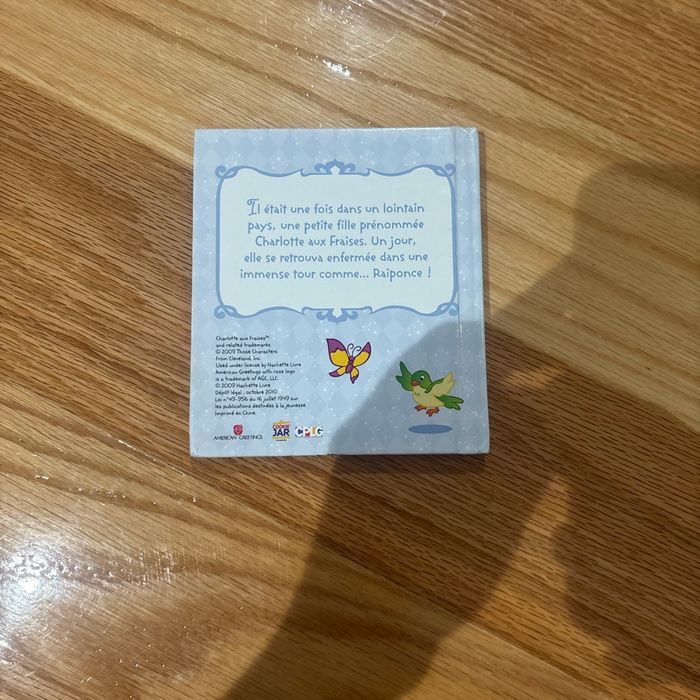 Il était une fois dans un lointain
pays, une petite fille prénommée
Charlotte aux Fraises. Un jour,
elle se retrouva enfermée dans une
immense tour comme... Raiponce !
Charlotte aux Fraises™
and related trademarks
© 2009 Those Characters
From Cleveland, Inc.
Used under license by Hachette Livre
American Greetings with rose logo
is a trademark of AGC, LLC.
© 2009 Hachette Livre
Dépôt légal : octobre 2010
Loi n°49-956 du 16 juillet 1949 sur
les publications destinées à la jeunesse
Imprimé en Chine
AMERICAN GREETINGS
COOKIE JAR
CPLG